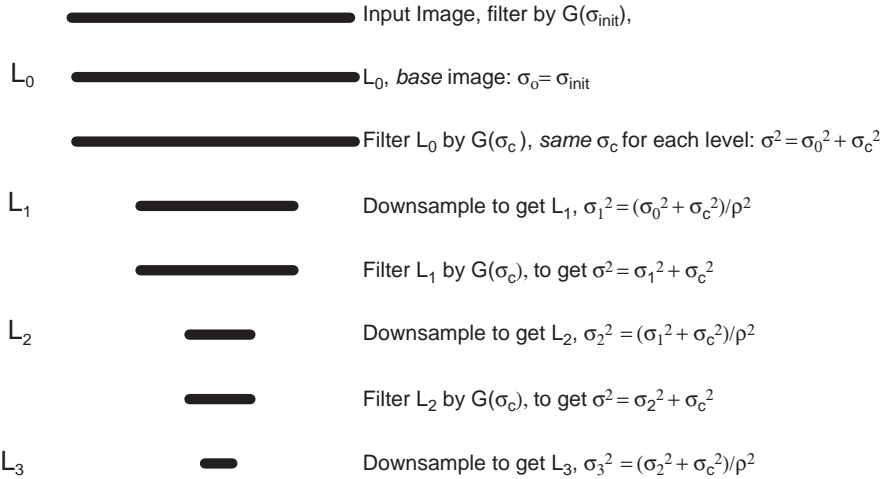 Input Image, filter by G(σinit),
L0 L0, base image: σo= σinit
Filter L0 by G(σc), same σc for each level: σ² = σ0² + σc²
L1 Downsample to get L1, σ1² = (σ0² + σc²)/ρ²
Filter L1 by G(σc), to get σ² = σ1² + σc²
L2 Downsample to get L2, σ2² = (σ1² + σc²)/ρ²
Filter L2 by G(σc), to get σ² = σ2² + σc²
L3 Downsample to get L3, σ3² = (σ2² + σc²)/ρ²